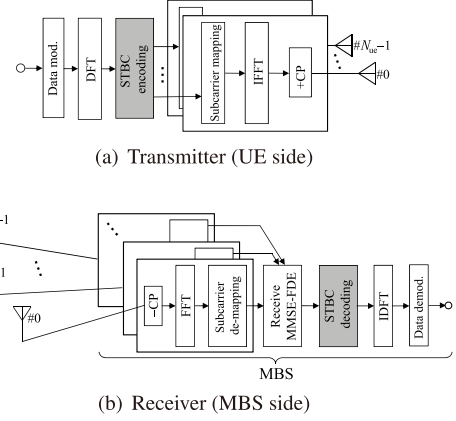 Data mod.
DFT
STBC
encoding
Subcarrier mapping
IFFT
+CP
#Nue−1
#0
(a) Transmitter (UE side)
-1
1
#0
−CP
FFT
Subcarrier
de-mapping
Receive
MMSE-FDE
STBC
decoding
IDFT
Data demod.
MBS
(b) Receiver (MBS side)